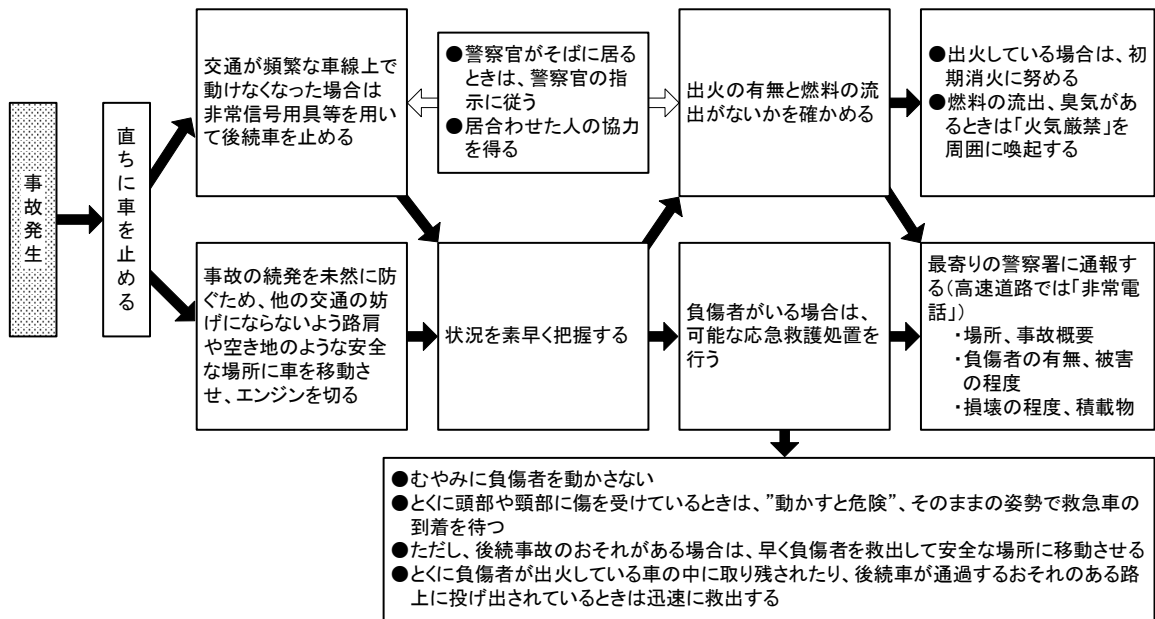 事故発生
直ちに車を止める
交通が頻繁な車線上で
動けなくなった場合は
非常信号用具等を用い
て後続車を止める
事故の続発を未然に防
ぐため、他の交通の妨
げにならないよう路肩
や空き地のような安全
な場所に車を移動さ
せ、エンジンを切る
●警察官がそばに居る
ときは、警察官の指
示に従う
●居合わせた人の協力
を得る
状況を素早く把握する
出火の有無と燃料の流
出がないかを確かめる
負傷者がいる場合は、
可能な応急救護処置を
行う
●出火している場合は、初
期消火に努める
●燃料の流出、臭気があ
るときは「火気厳禁」を
周囲に喚起する
最寄りの警察署に通報す
る(高速道路では「非常電
話」)
・場所、事故概要
・負傷者の有無、被害
の程度
・損壊の程度、積載物
●むやみに負傷者を動かさない
●とくに頭部や頸部に傷を受けているときは、”動かすと危険”、そのままの姿勢で救急車の
到着を待つ
●ただし、後続事故のおそれがある場合は、早く負傷者を救出して安全な場所に移動させる
●とくに負傷者が出火している車の中に取り残されたり、後続車が通過するおそれのある路
上に投げ出されているときは迅速に救出する